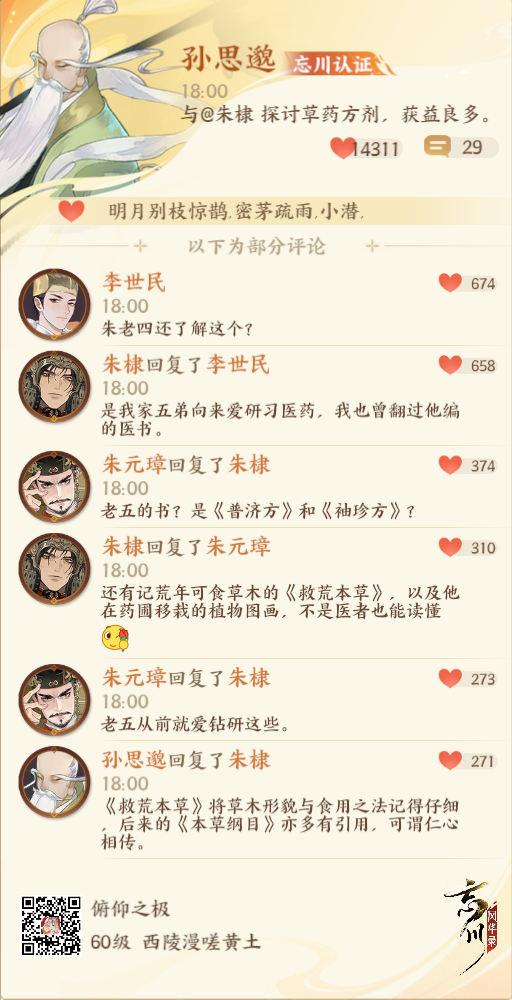 孙思邈 忘川认证
18:00
与@朱棣 探讨草药方剂，获益良多。
14311 29
明月别枝惊鹊,密茅疏雨,小潜,
以下为部分评论
李世民 674
18:00
朱老四还了解这个？
朱棣回复了李世民 658
18:00
是我家五弟向来爱研习医药，我也曾翻过他编
的医书。
朱元璋回复了朱棣 374
18:00
老五的书？是《普济方》和《袖珍方》？
朱棣回复了朱元璋 310
18:00
还有记荒年可食草木的《救荒本草》，以及他
在药圃移栽的植物图画，不是医者也能读懂
朱元璋回复了朱棣 273
18:00
老五从前就爱钻研这些。
孙思邈回复了朱棣 271
18:00
《救荒本草》将草木形貌与食用之法记得仔细
，后来的《本草纲目》亦多有引用，可谓仁心
相传。
俯仰之极
60级 西陵漫嗟黄土
忘川
风华录